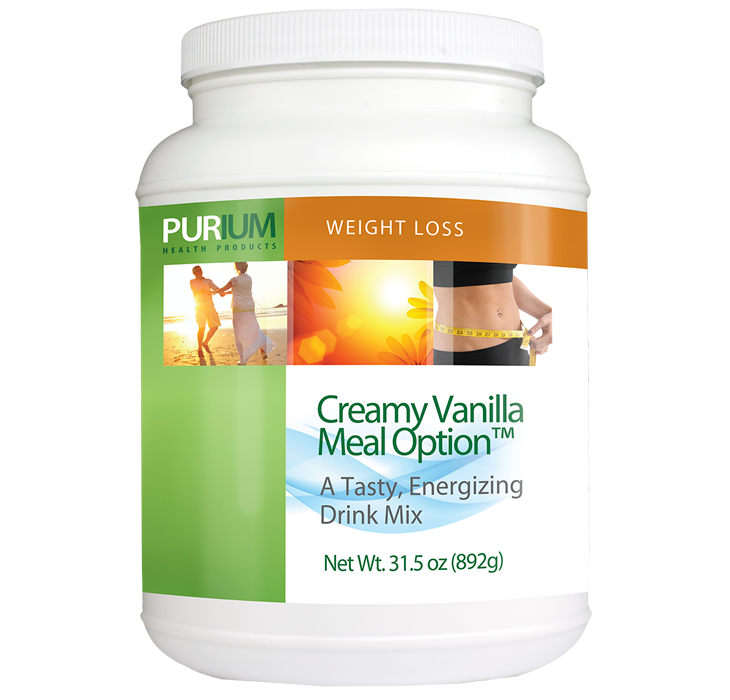 PURIUM
HEALTH PRODUCTS
WEIGHT LOSS
Creamy Vanilla
Meal Option™
A Tasty, Energizing
Drink Mix
Net Wt. 31.5 oz (892g)